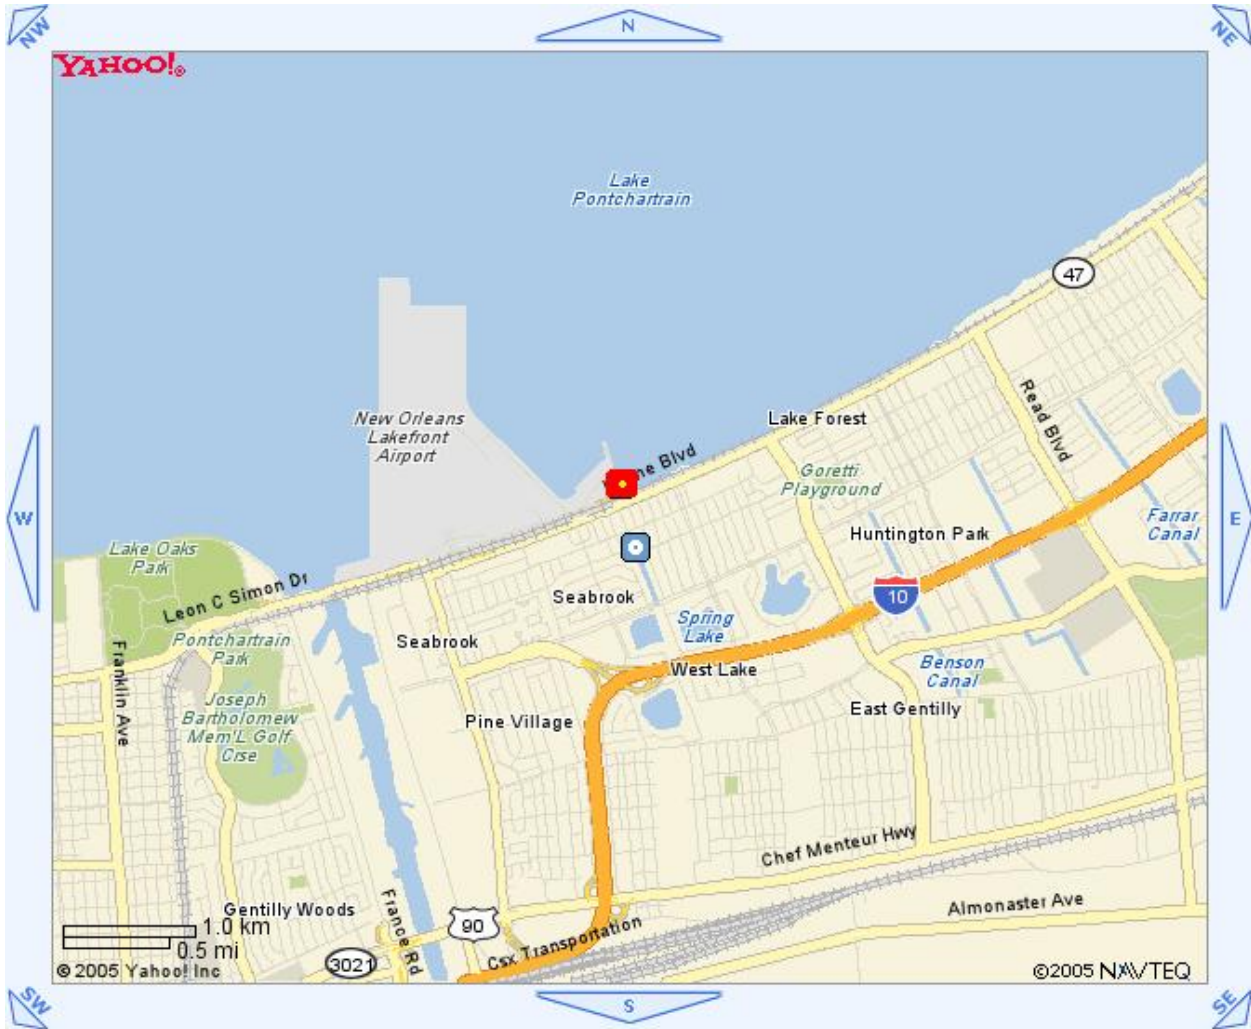 NW
N
NE
YAHOO!®
Lake
Pontchartrain
47
New Orleans
Lakefront
Airport
Lake Forest
Read Blvd
ne Blvd
Goretti
Playground
W
E
Huntington Park
Farrar
Canal
Lake Oaks
Park
Leon C Simon Dr
Seabrook
10
Spring
Lake
Pontchartrain
Park
Seabrook
Franklin Ave
West Lake
Benson
Canal
Joseph
Bartholomew
Mem'L Golf
Crse
Pine Village
East Gentilly
Chef Menteur Hwy
Gentilly Woods
France Rd
90
Almonaster Ave
1.0 km
0.5 mi
3021
Csx Transportation
© 2005 Yahoo! Inc
©2005 NAVTEQ
SW
S
SE